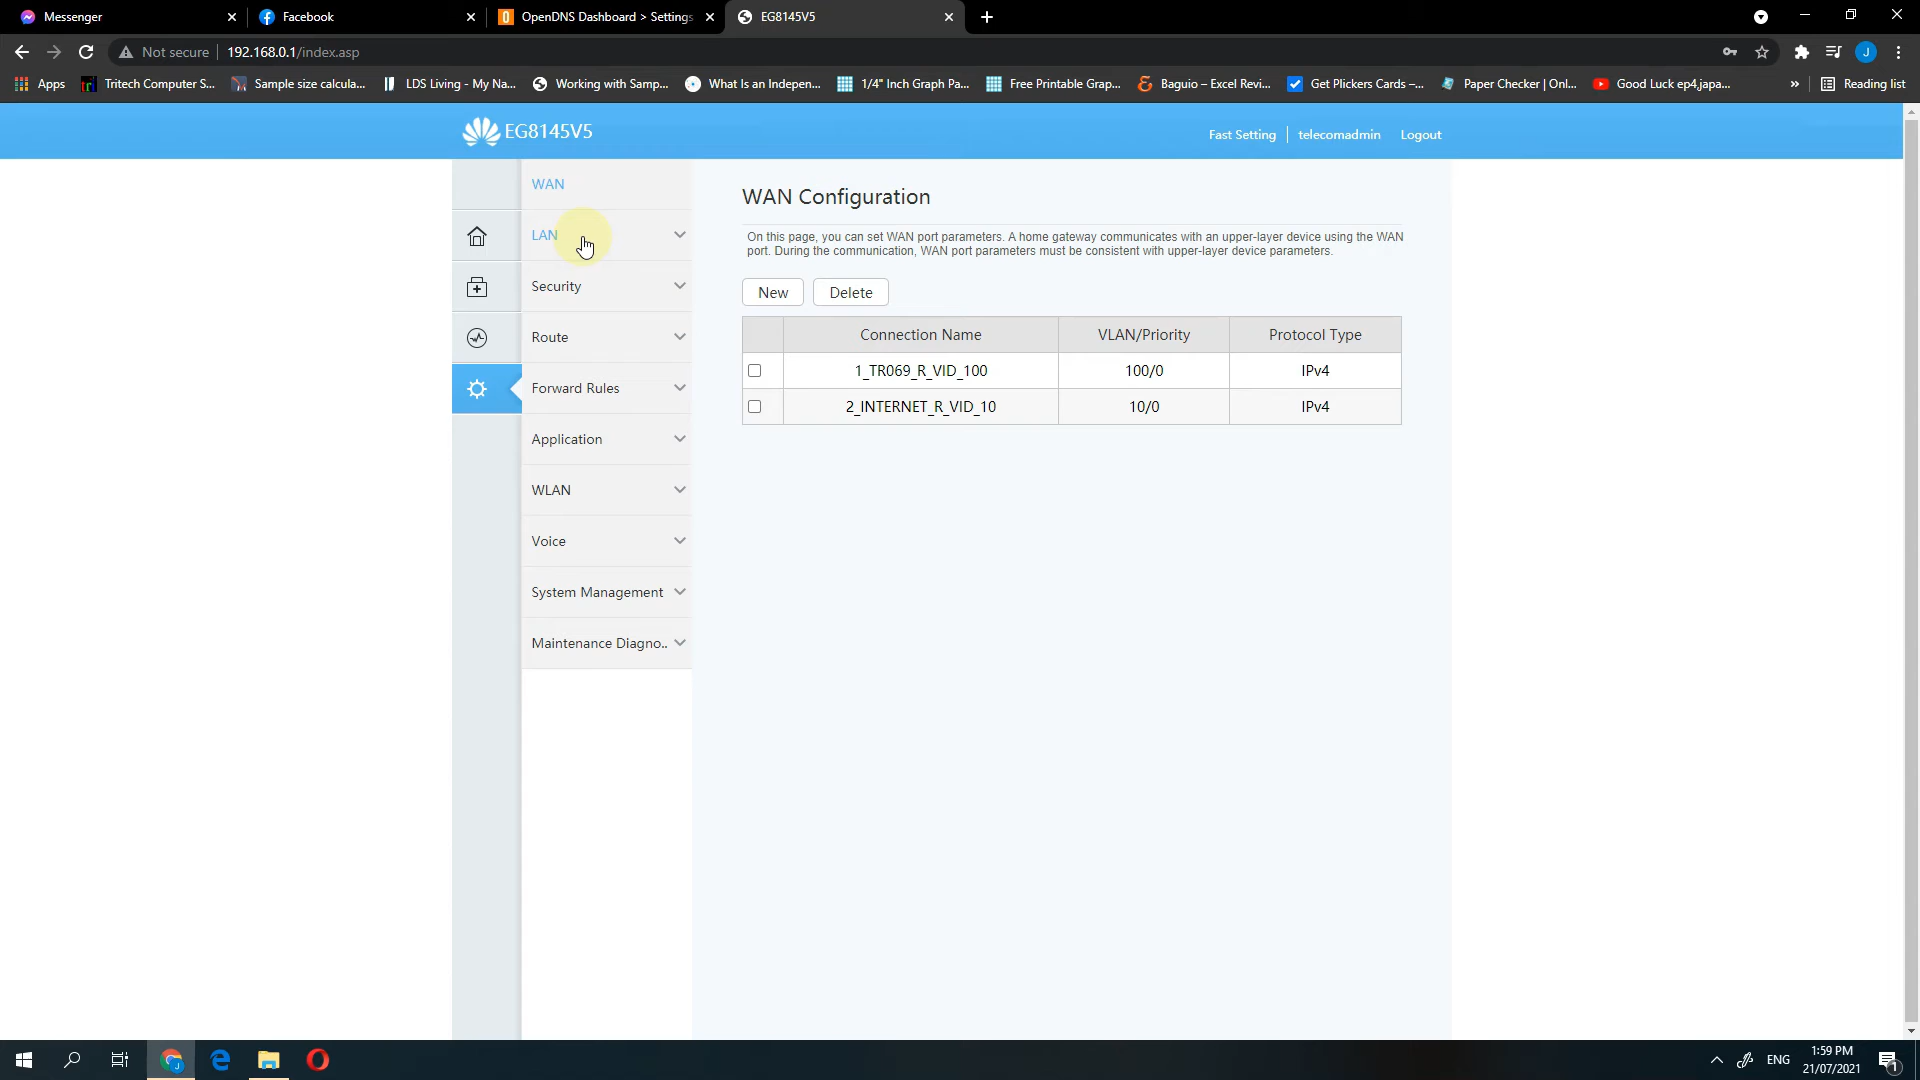 Messenger
Facebook
OpenDNS Dashboard > Settings
EG8145V5
Not secure
192.168.0.1/index.asp
J
Apps
Tritech Computer S...
Sample size calcula...
LDS Living - My Na...
Working with Samp...
What Is an Indepen...
1/4" Inch Graph Pa...
Free Printable Grap...
Baguio – Excel Revi...
Get Plickers Cards –...
Paper Checker | Onl...
Good Luck ep4,japa...
»
Reading list
EG8145V5
Fast Setting
telecomadmin
Logout
WAN
LAN
Security
Route
Forward Rules
Application
WLAN
Voice
System Management
Maintenance Diagno..
WAN Configuration
On this page, you can set WAN port parameters. A home gateway communicates with an upper-layer device using the WAN
port. During the communication, WAN port parameters must be consistent with upper-layer device parameters.
New
Delete
Connection Name VLAN/Priority Protocol Type
1_TR069_R_VID_100 100/0 IPv4
2_INTERNET_R_VID_10 10/0 IPv4
ENG
1:59 PM
21/07/2021
1